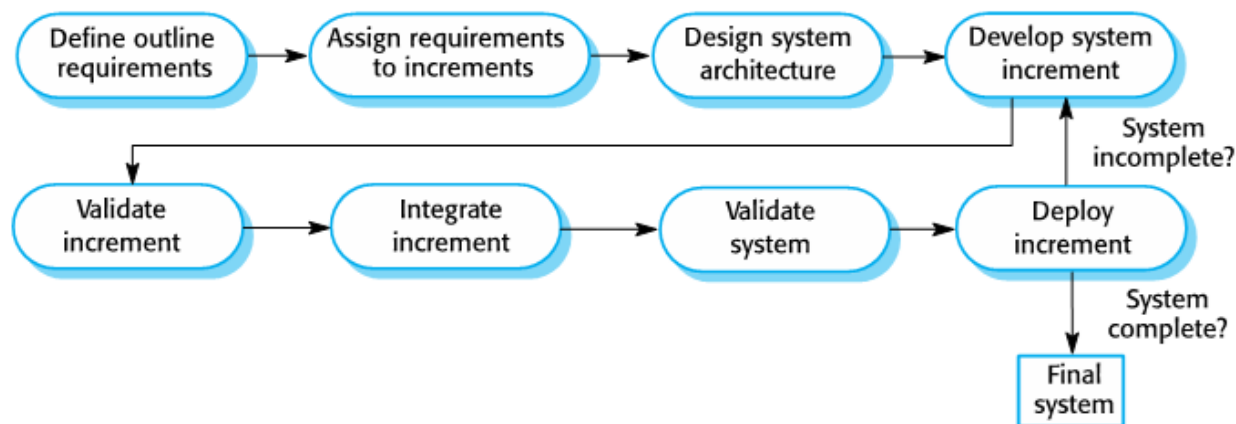 Define outline
requirements
Assign requirements
to increments
Design system
architecture
Develop system
increment
System
incomplete?
Validate
increment
Integrate
increment
Validate
system
Deploy
increment
System
complete?
Final
system